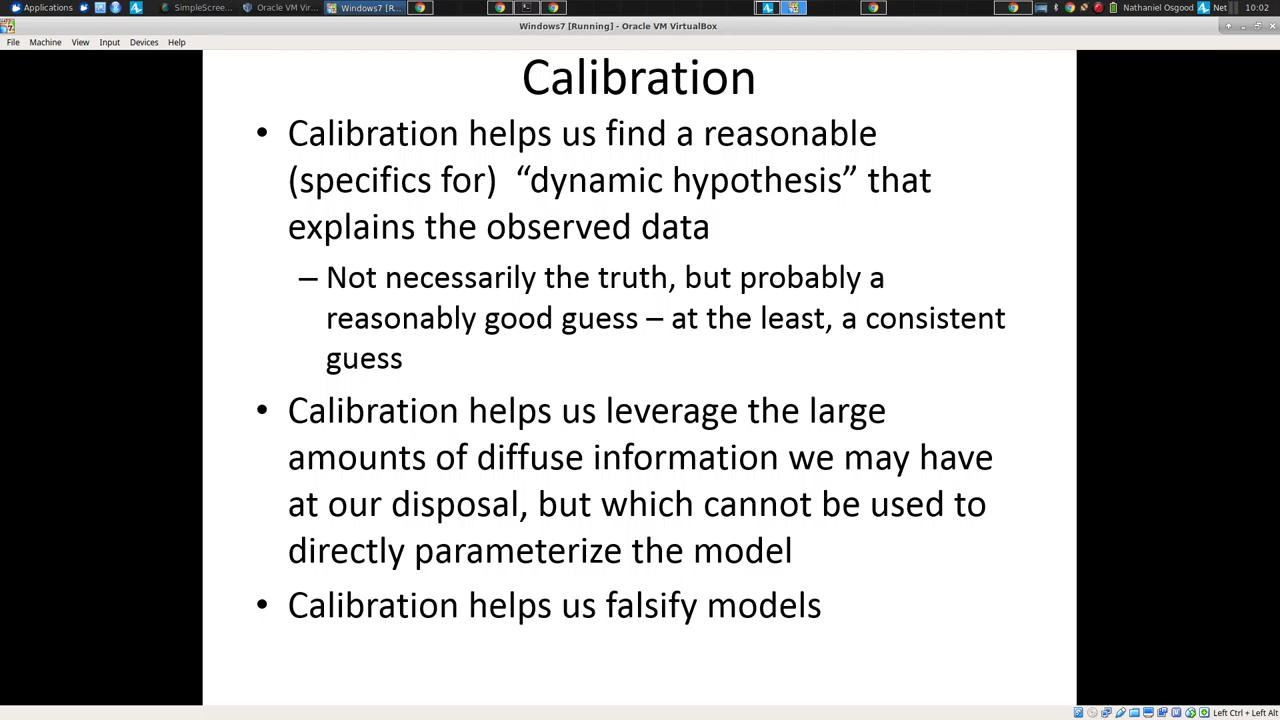 Applications
SimpleScree...
Oracle VM Vir...
Windows7 [R...
Nathaniel Osgood
Net
10:02
Windows7 [Running] - Oracle VM VirtualBox
File Machine View Input Devices Help
Calibration
• Calibration helps us find a reasonable
(specifics for) “dynamic hypothesis” that
explains the observed data
– Not necessarily the truth, but probably a
reasonably good guess – at the least, a consistent
guess
• Calibration helps us leverage the large
amounts of diffuse information we may have
at our disposal, but which cannot be used to
directly parameterize the model
• Calibration helps us falsify models
Left Ctrl + Left Alt